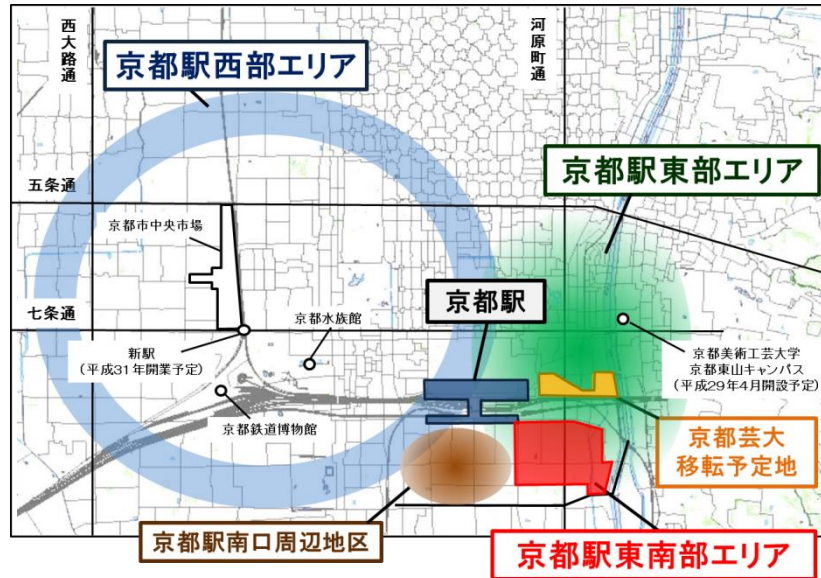 西大路通
河原町通
京都駅西部エリア
京都駅東部エリア
五条通
京都市中央市場
京都駅
七条通
京都水族館
新駅
(平成31年開業予定)
京都美術工芸大学
京都東山キャンパス
(平成29年4月開設予定)
京都鉄道博物館
京都芸大
移転予定地
京都駅南口周辺地区
京都駅東南部エリア